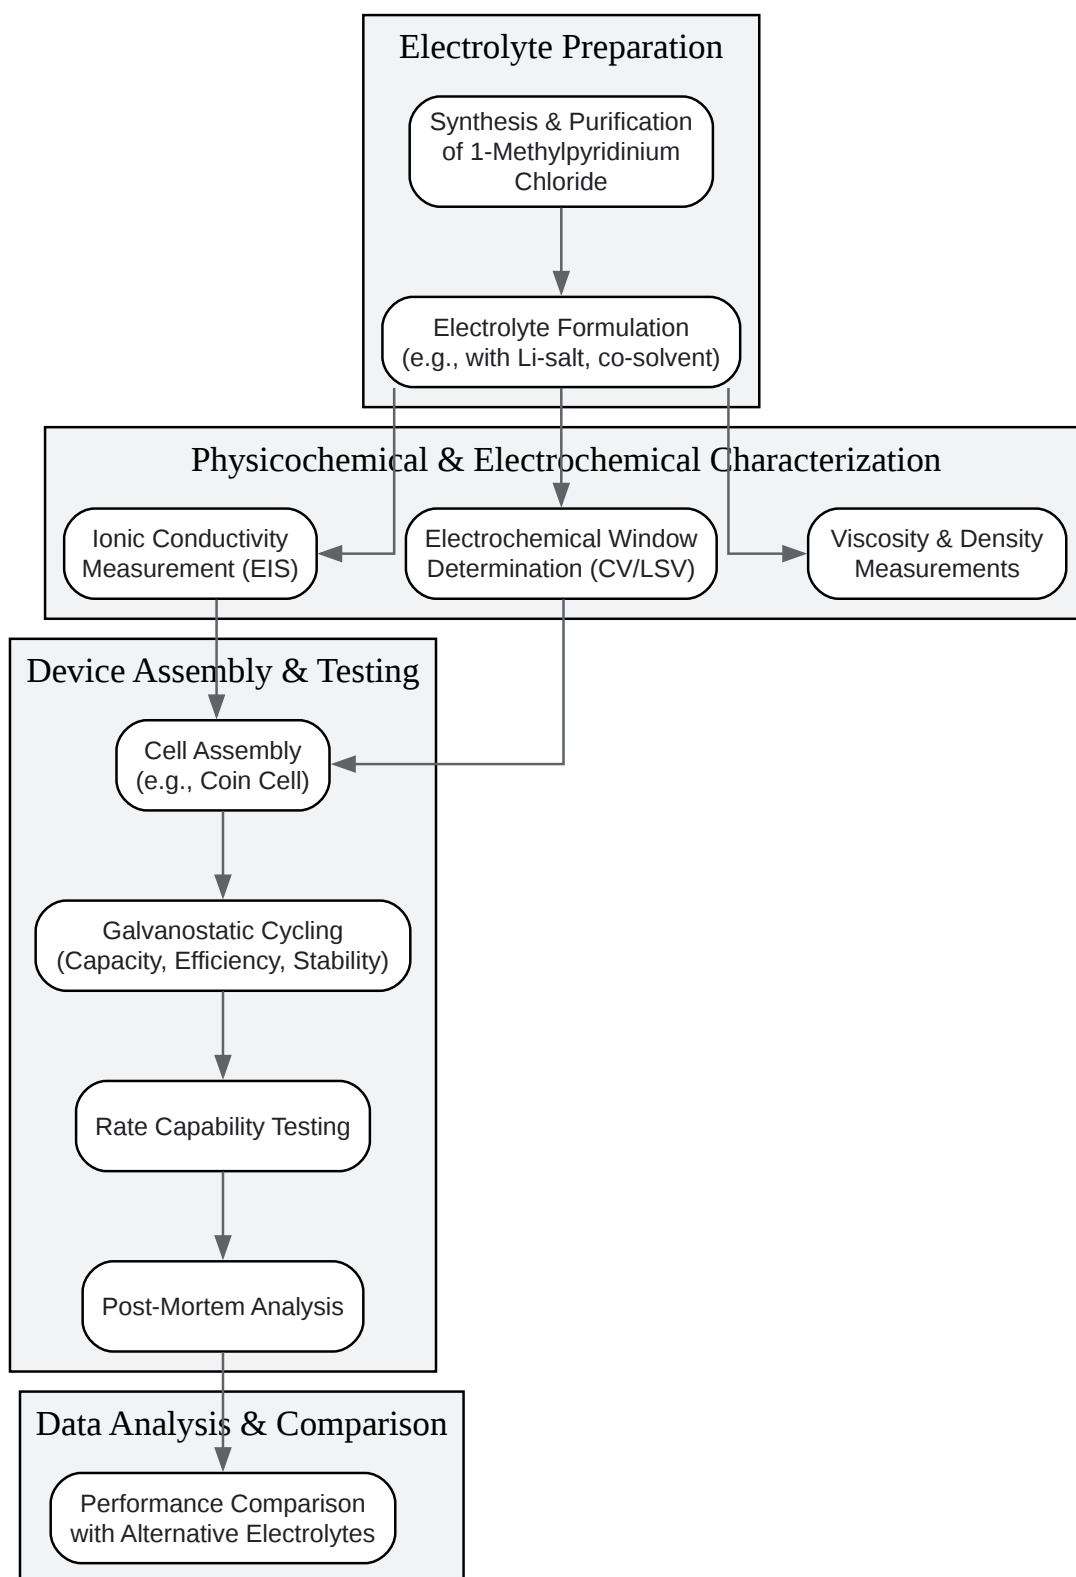 Electrolyte Preparation
Synthesis & Purification
of 1-Methylpyridinium
Chloride
Electrolyte Formulation
(e.g., with Li-salt, co-solvent)
Physicochemical & Electrochemical Characterization
Ionic Conductivity
Measurement (EIS)
Electrochemical Window
Determination (CV/LSV)
Viscosity & Density
Measurements
Device Assembly & Testing
Cell Assembly
(e.g., Coin Cell)
Galvanostatic Cycling
(Capacity, Efficiency, Stability)
Rate Capability Testing
Post-Mortem Analysis
Data Analysis & Comparison
Performance Comparison
with Alternative Electrolytes